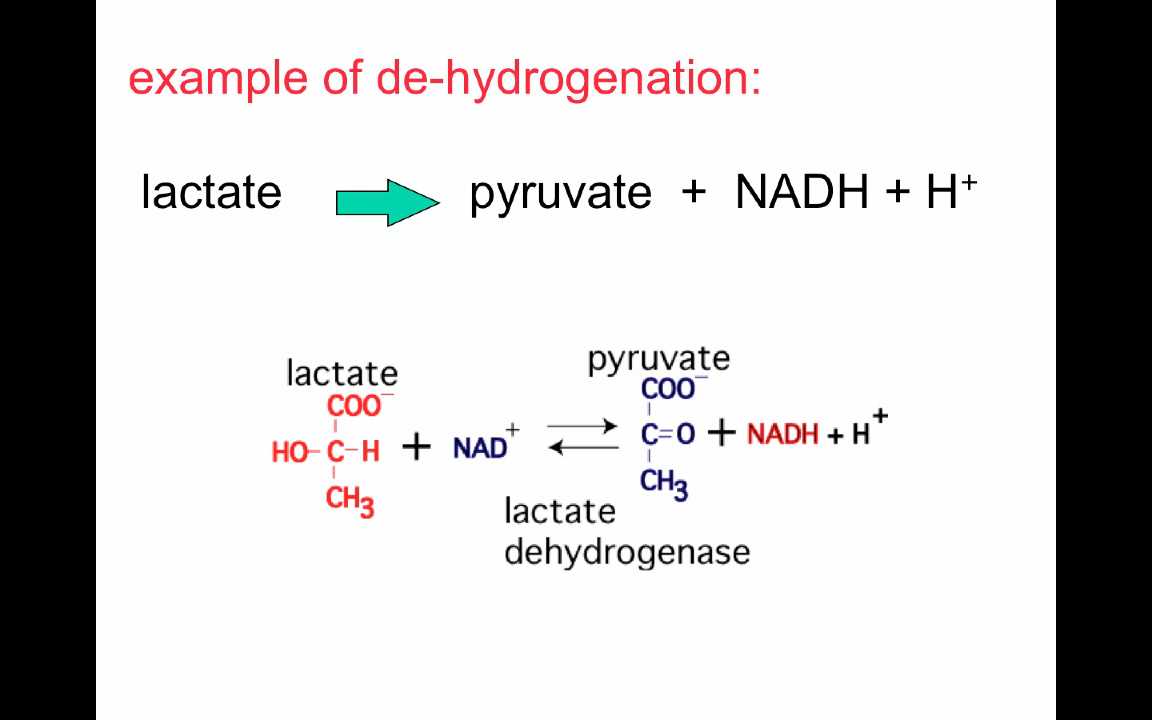 example of de-hydrogenation:
lactate pyruvate + NADH + H⁺
lactate
COO⁻
HO-C-H + NAD⁺
CH₃
pyruvate
COO⁻
C=O + NADH + H⁺
CH₃
lactate
dehydrogenase